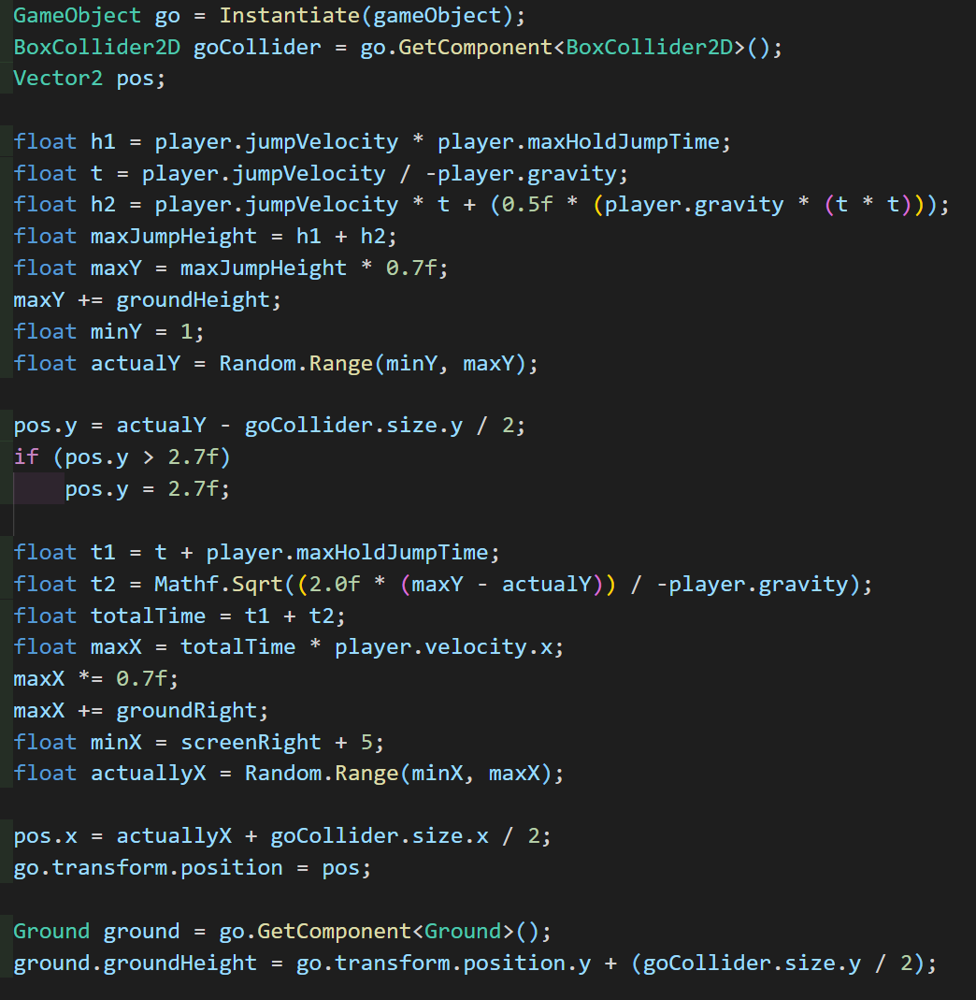 GameObject go = Instantiate(gameObject);
BoxCollider2D goCollider = go.GetComponent<BoxCollider2D>();
Vector2 pos;
float h1 = player.jumpVelocity * player.maxHoldJumpTime;
float t = player.jumpVelocity / -player.gravity;
float h2 = player.jumpVelocity * t + (0.5f * (player.gravity * (t * t)));
float maxJumpHeight = h1 + h2;
float maxY = maxJumpHeight * 0.7f;
maxY += groundHeight;
float minY = 1;
float actualY = Random.Range(minY, maxY);
pos.y = actualY - goCollider.size.y / 2;
if (pos.y > 2.7f)
    pos.y = 2.7f;
float t1 = t + player.maxHoldJumpTime;
float t2 = Mathf.Sqrt((2.0f * (maxY - actualY)) / -player.gravity);
float totalTime = t1 + t2;
float maxX = totalTime * player.velocity.x;
maxX *= 0.7f;
maxX += groundRight;
float minX = screenRight + 5;
float actuallyX = Random.Range(minX, maxX);
pos.x = actuallyX + goCollider.size.x / 2;
go.transform.position = pos;
Ground ground = go.GetComponent<Ground>();
ground.groundHeight = go.transform.position.y + (goCollider.size.y / 2);